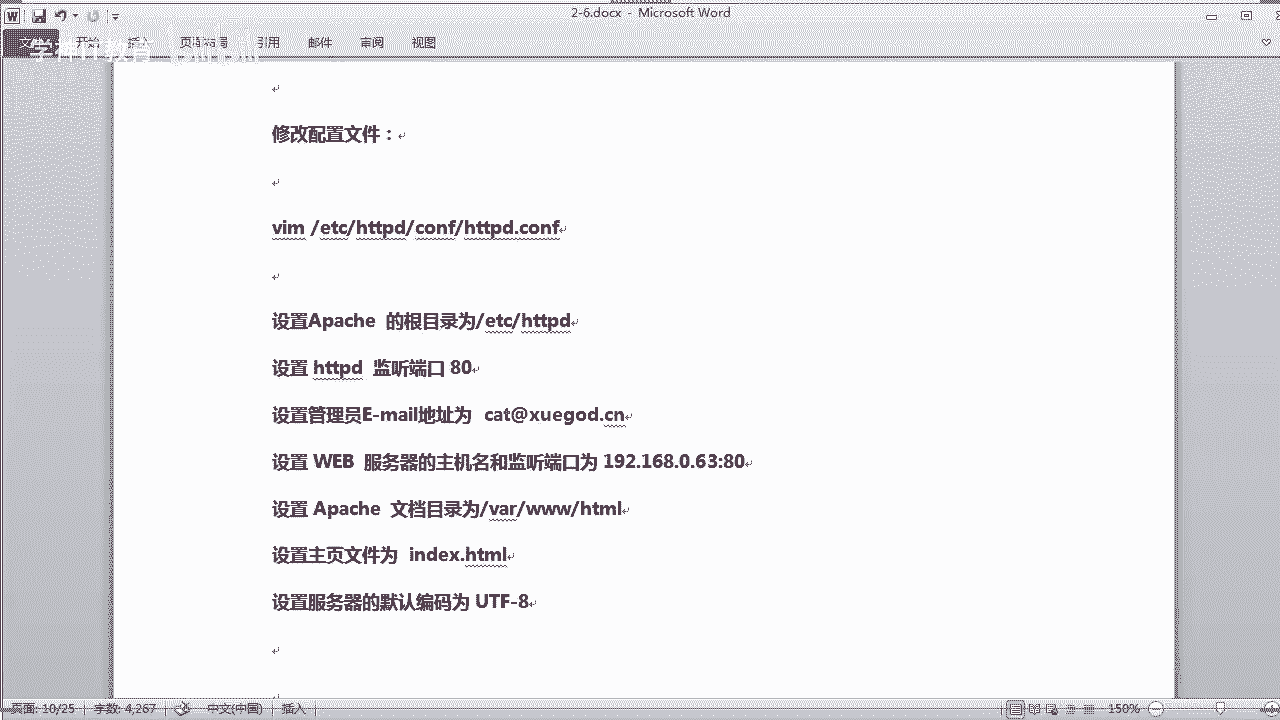 2-6.docx - Microsoft Word
文件 开始 插入 页面布局 引用 邮件 审阅 视图
学神IT教育 bilibili
修改配置文件：
vim /etc/httpd/conf/httpd.conf
设置Apache 的根目录为/etc/httpd
设置 httpd 监听端口 80
设置管理员E-mail地址为 cat@xuegod.cn
设置 WEB 服务器的主机名和监听端口为 192.168.0.63:80
设置 Apache 文档目录为/var/www/html
设置主页文件为 index.html
设置服务器的默认编码为 UTF-8
页面: 10/25 字数: 4,267 中文(中国) 插入 150%